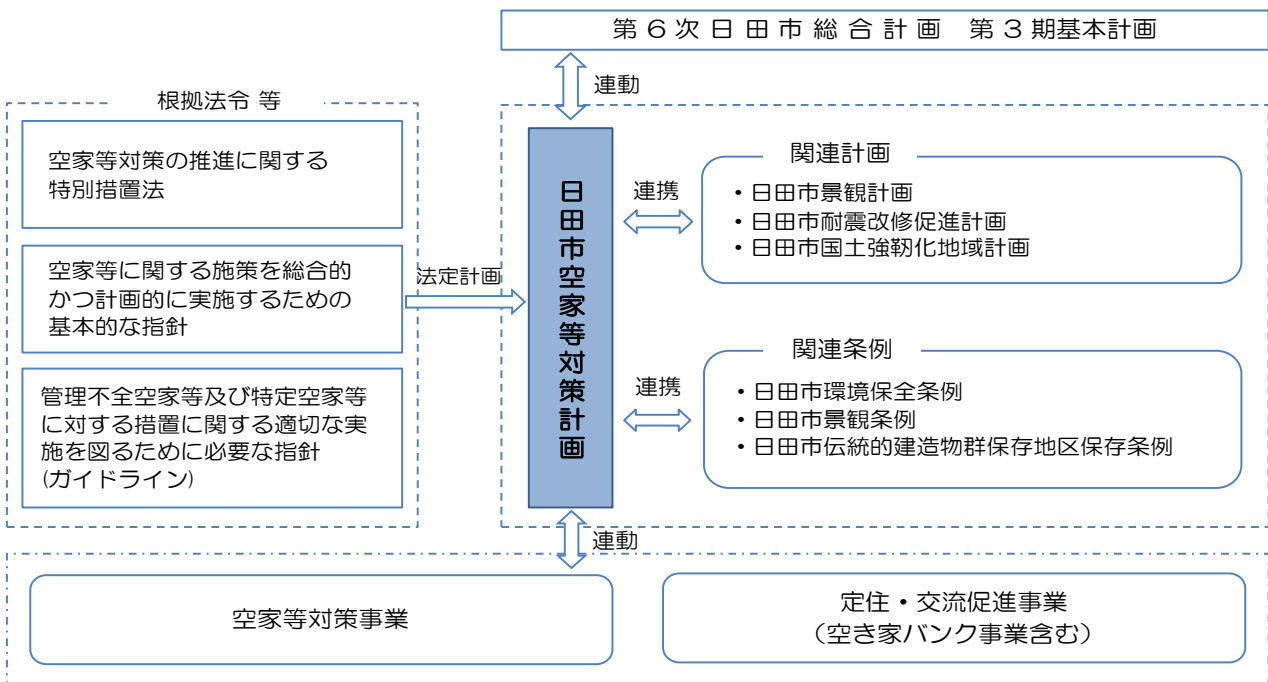 第６次日田市総合計画　第３期基本計画
連動
根拠法令 等
空家等対策の推進に関する
特別措置法
空家等に関する施策を総合的
かつ計画的に実施するための
基本的な指針
管理不全空家等及び特定空家等
に対する措置に関する適切な実
施を図るために必要な指針
(ガイドライン)
法定計画
日田市空家等対策計画
連携
関連計画
・日田市景観計画
・日田市耐震改修促進計画
・日田市国土強靭化地域計画
連携
関連条例
・日田市環境保全条例
・日田市景観条例
・日田市伝統的建造物群保存地区保存条例
連動
空家等対策事業
定住・交流促進事業
（空き家バンク事業含む）